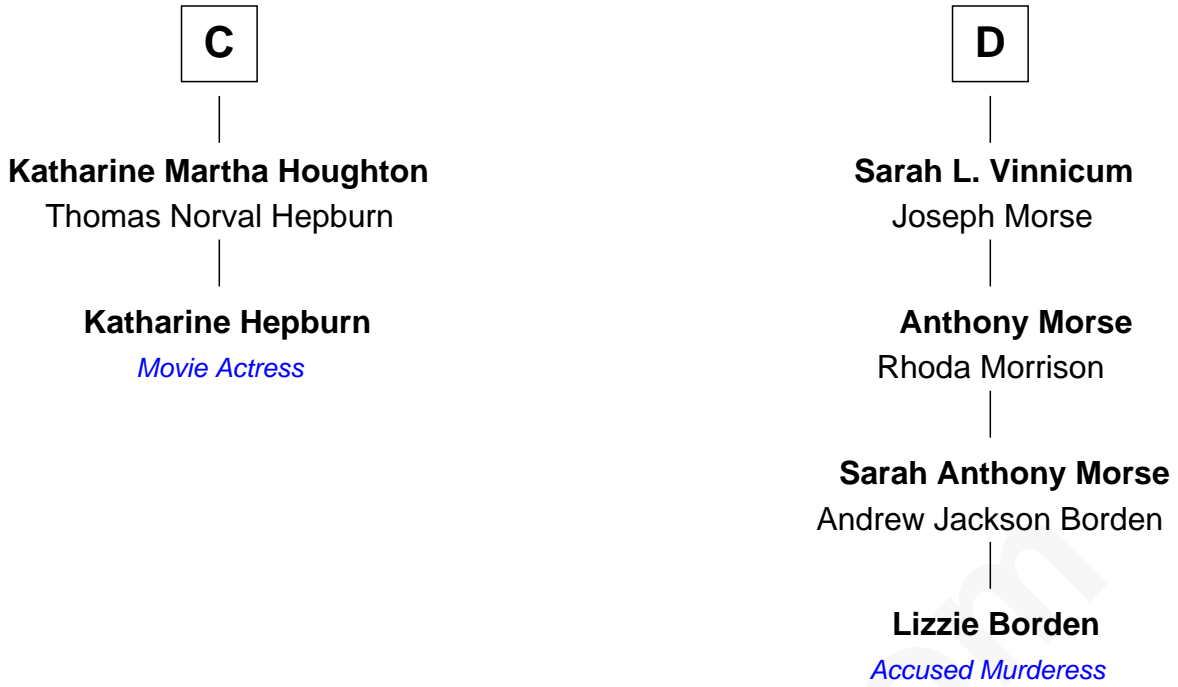 C
Katharine Martha Houghton
Thomas Norval Hepburn
Katharine Hepburn
Movie Actress
D
Sarah L. Vinnicum
Joseph Morse
Anthony Morse
Rhoda Morrison
Sarah Anthony Morse
Andrew Jackson Borden
Lizzie Borden
Accused Murderess